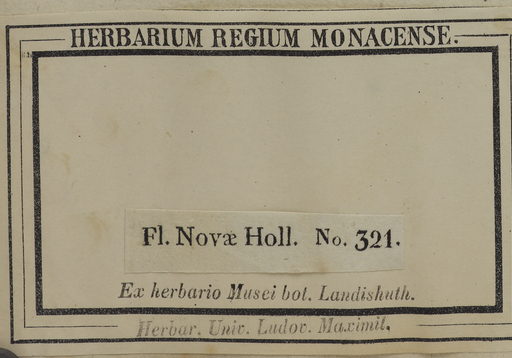 HERBARIUM REGIUM MONACENSE.
Fl. Novæ Holl. No. 321.
Ex herbario Musei bot. Landishuth.
Herbar. Univ. Ludov. Maximil.